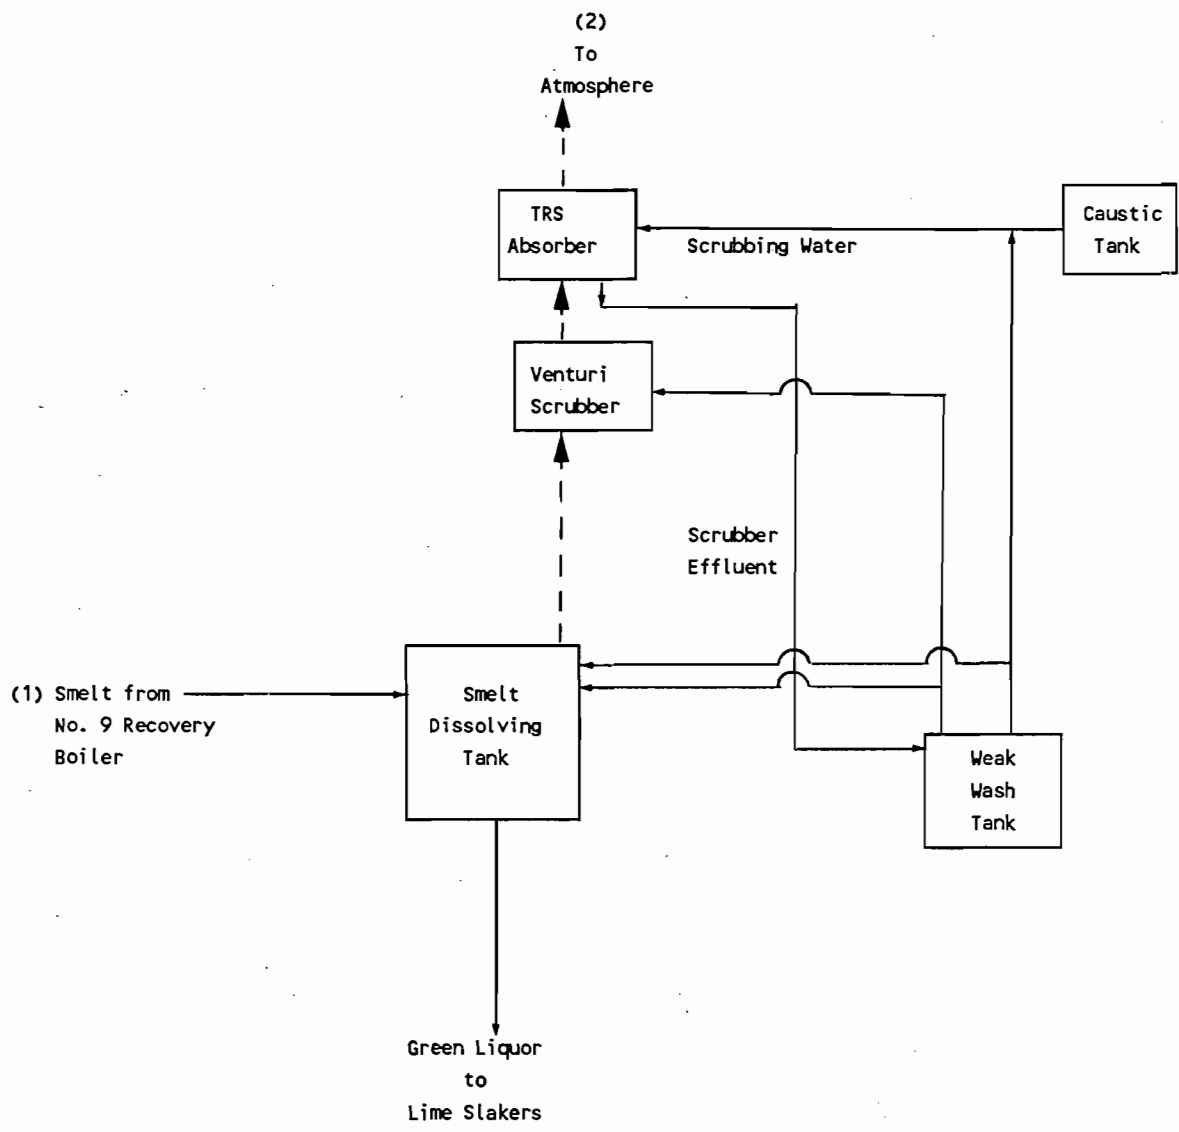 (2)
To
Atmosphere
TRS
Absorber
Caustic
Tank
Scrubbing Water
Venturi
Scrubber
Scrubber
Effluent
(1) Smelt from
No. 9 Recovery
Boiler
Smelt
Dissolving
Tank
Weak
Wash
Tank
Green Liquor
to
Lime Slakers